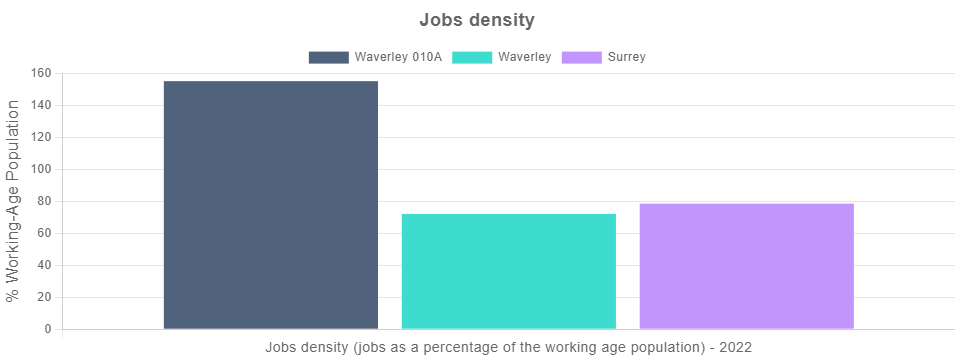 Jobs density
Waverley 010A Waverley Surrey
% Working-Age Population
160
140
120
100
80
60
40
20
0
Jobs density (jobs as a percentage of the working age population) - 2022